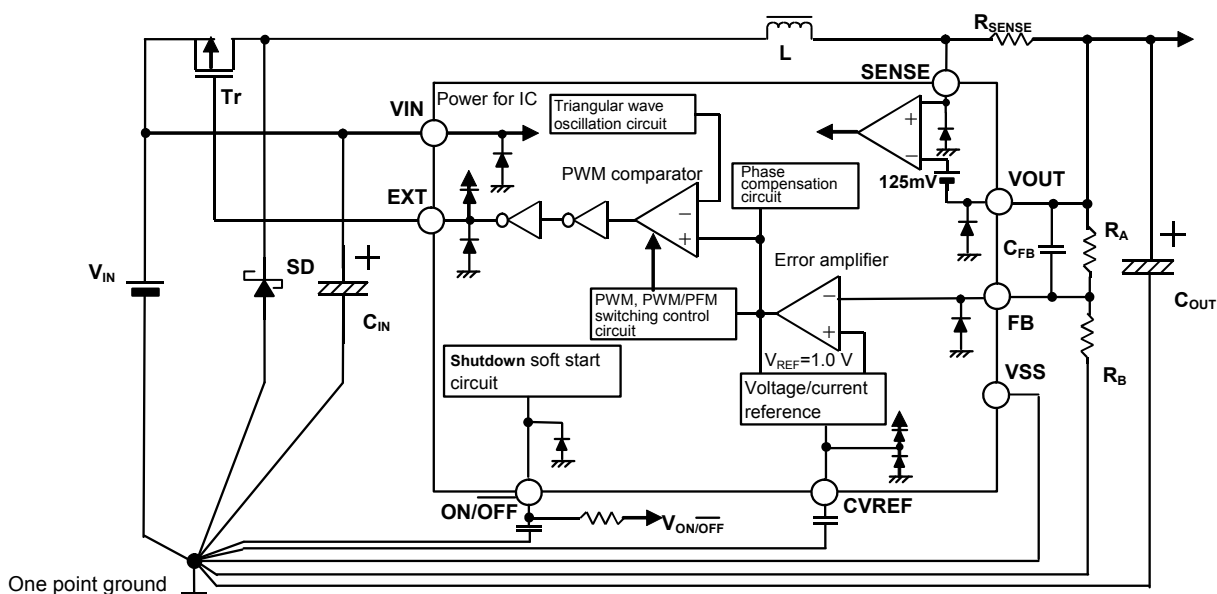 RSENSE
L
SENSE
Tr
Power for IC
VIN
Triangular wave
oscillation circuit
+
−
125mV
VOUT
PWM comparator
Phase
compensation
circuit
EXT
−
+
RA
+
CFB
VIN
SD
+
CIN
Error amplifier
COUT
PWM, PWM/PFM
switching control
circuit
−
+
FB
VREF=1.0 V
VSS
RB
Shutdown soft start
circuit
Voltage/current
reference
ON/OFF
VON/OFF
CVREF
One point ground